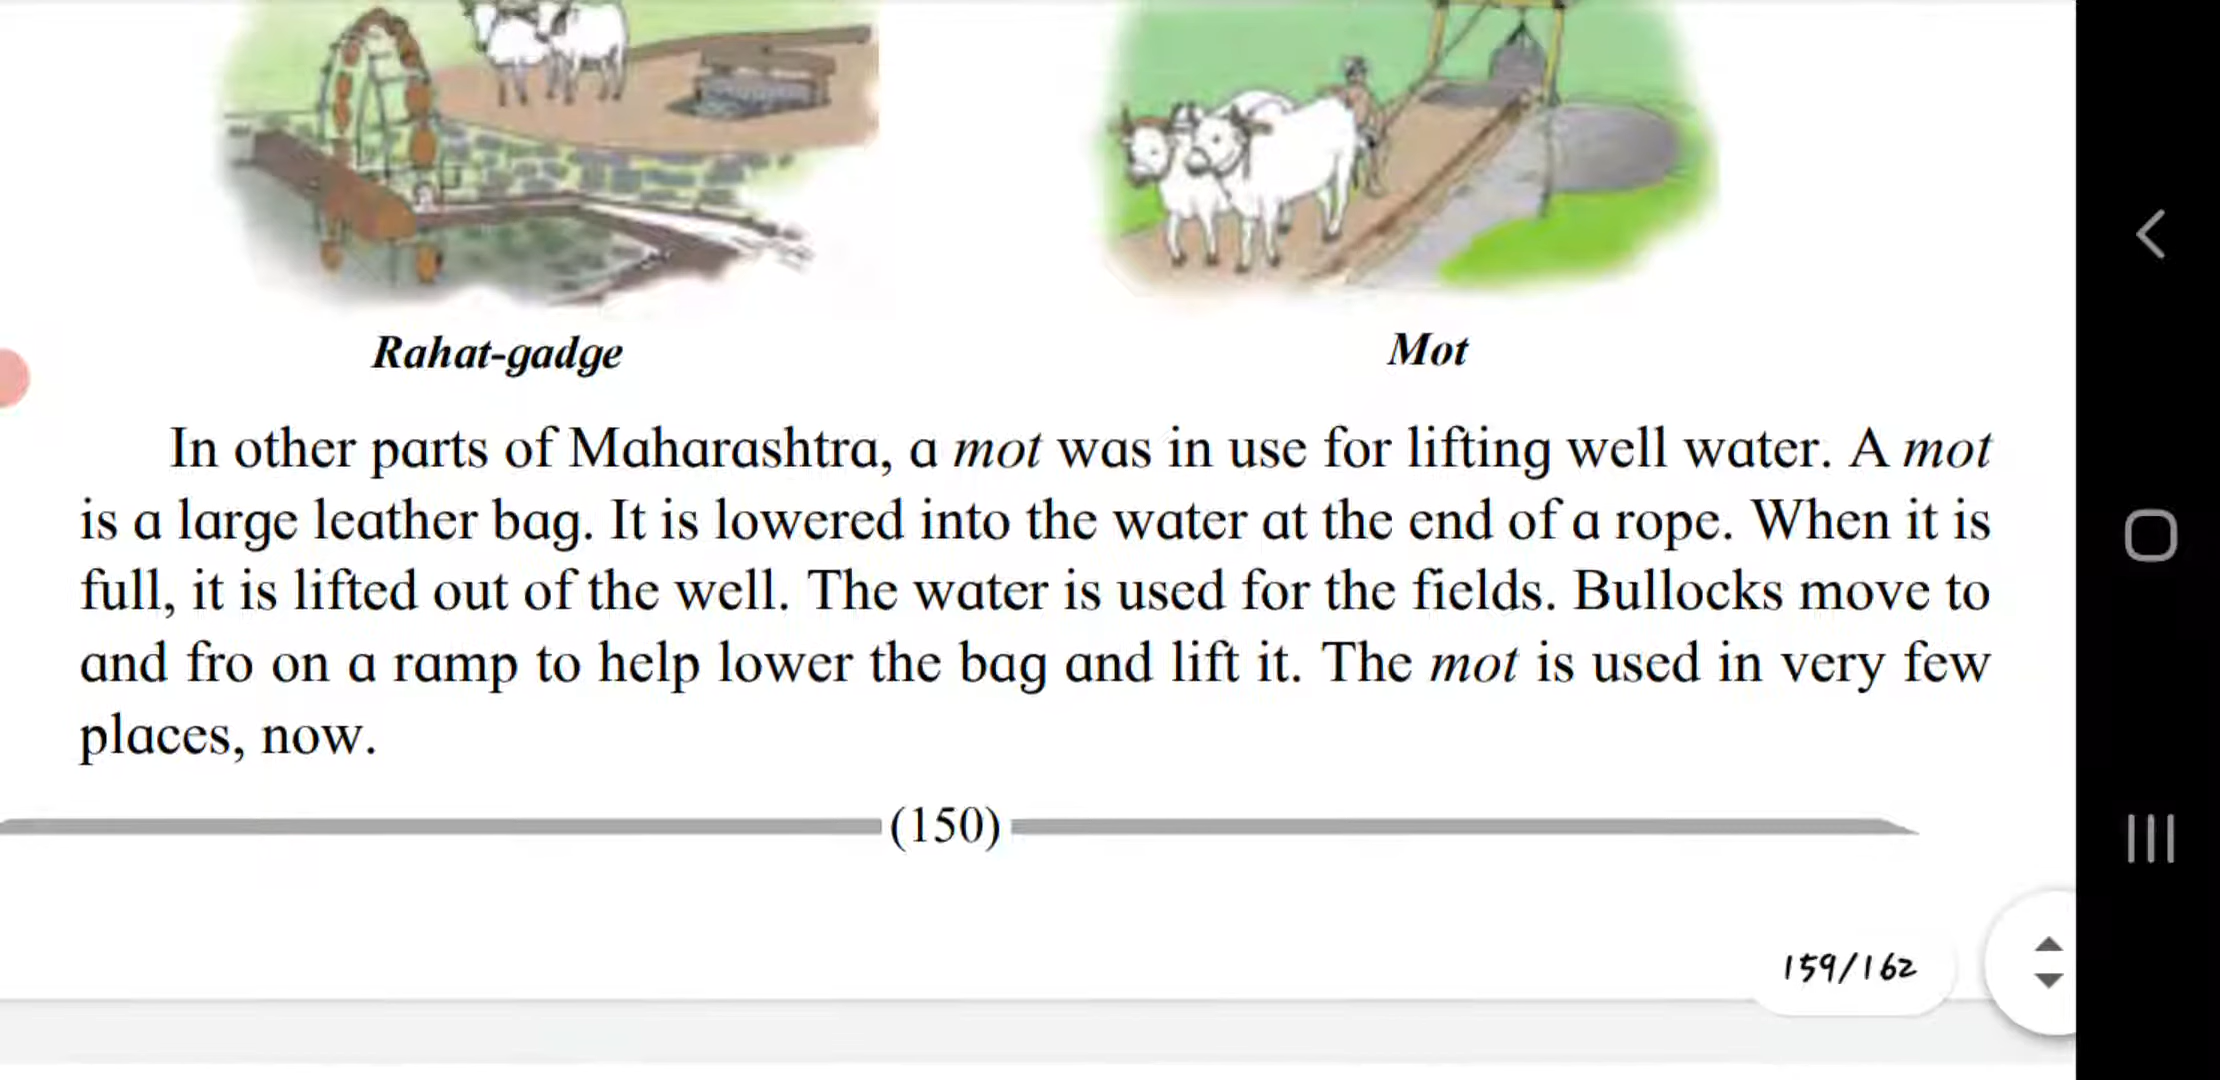 Rahat-gadge
Mot
In other parts of Maharashtra, a mot was in use for lifting well water. A mot
is a large leather bag. It is lowered into the water at the end of a rope. When it is
full, it is lifted out of the well. The water is used for the fields. Bullocks move to
and fro on a ramp to help lower the bag and lift it. The mot is used in very few
places, now.
(150)
159/162